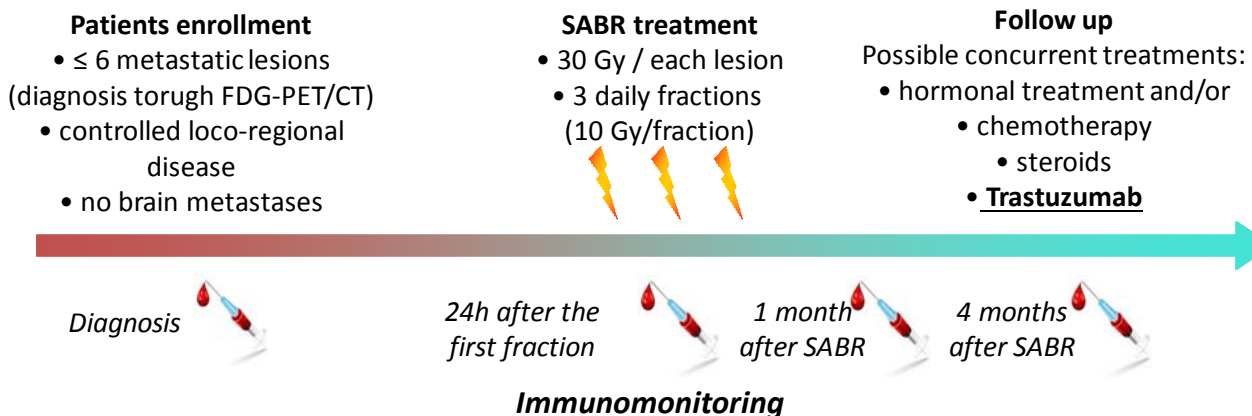 Patients enrollment
• ≤ 6 metastatic lesions
(diagnosis torugh FDG-PET/CT)
• controlled loco-regional
disease
• no brain metastases
SABR treatment
• 30 Gy / each lesion
• 3 daily fractions
(10 Gy/fraction)
Follow up
Possible concurrent treatments:
• hormonal treatment and/or
• chemotherapy
• steroids
• Trastuzumab
Diagnosis
24h after the
first fraction
1 month
after SABR
4 months
after SABR
Immunomonitoring